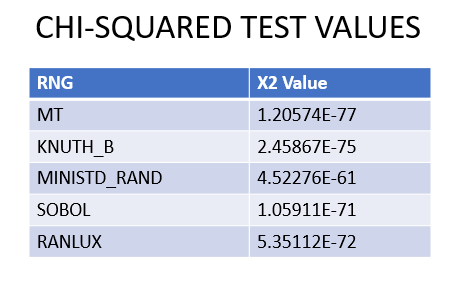 CHI-SQUARED TEST VALUES
RNG X2 Value
MT 1.20574E-77
KNUTH_B 2.45867E-75
MINISTD_RAND 4.52276E-61
SOBOL 1.05911E-71
RANLUX 5.35112E-72